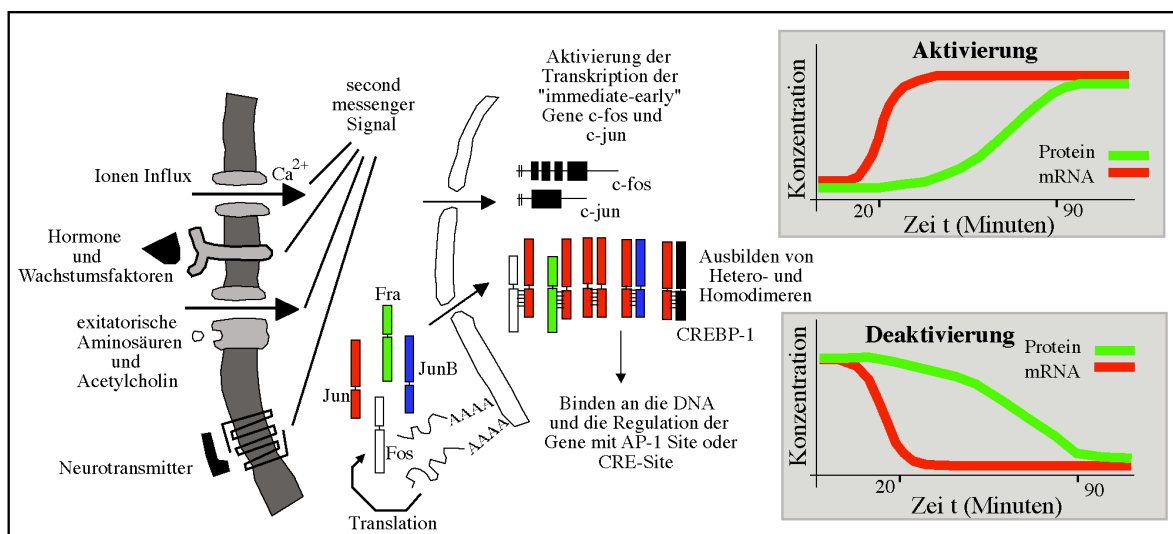 second
messenger
Signal
Ionen Influx
Ca2+
Hormone
und
Wachstumsfaktoren
exitatorische
Aminosäuren
und
Acetylcholin
Neurotransmitter
Aktivierung der
Transkription der
"immediate-early"
Gene c-fos und
c-jun
c-fos
c-jun
Ausbilden von
Hetero- und
Homodimeren
CREBP-1
Fra
Jun
JunB
Fos
AAAA
AAAA
Translation
Binden an die DNA
und die Regulation der
Gene mit AP-1 Site oder
CRE-Site
Aktivierung
Konzentration
Protein
mRNA
20
90
Zei t (Minuten)
Deaktivierung
Konzentration
Protein
mRNA
20
90
Zei t (Minuten)